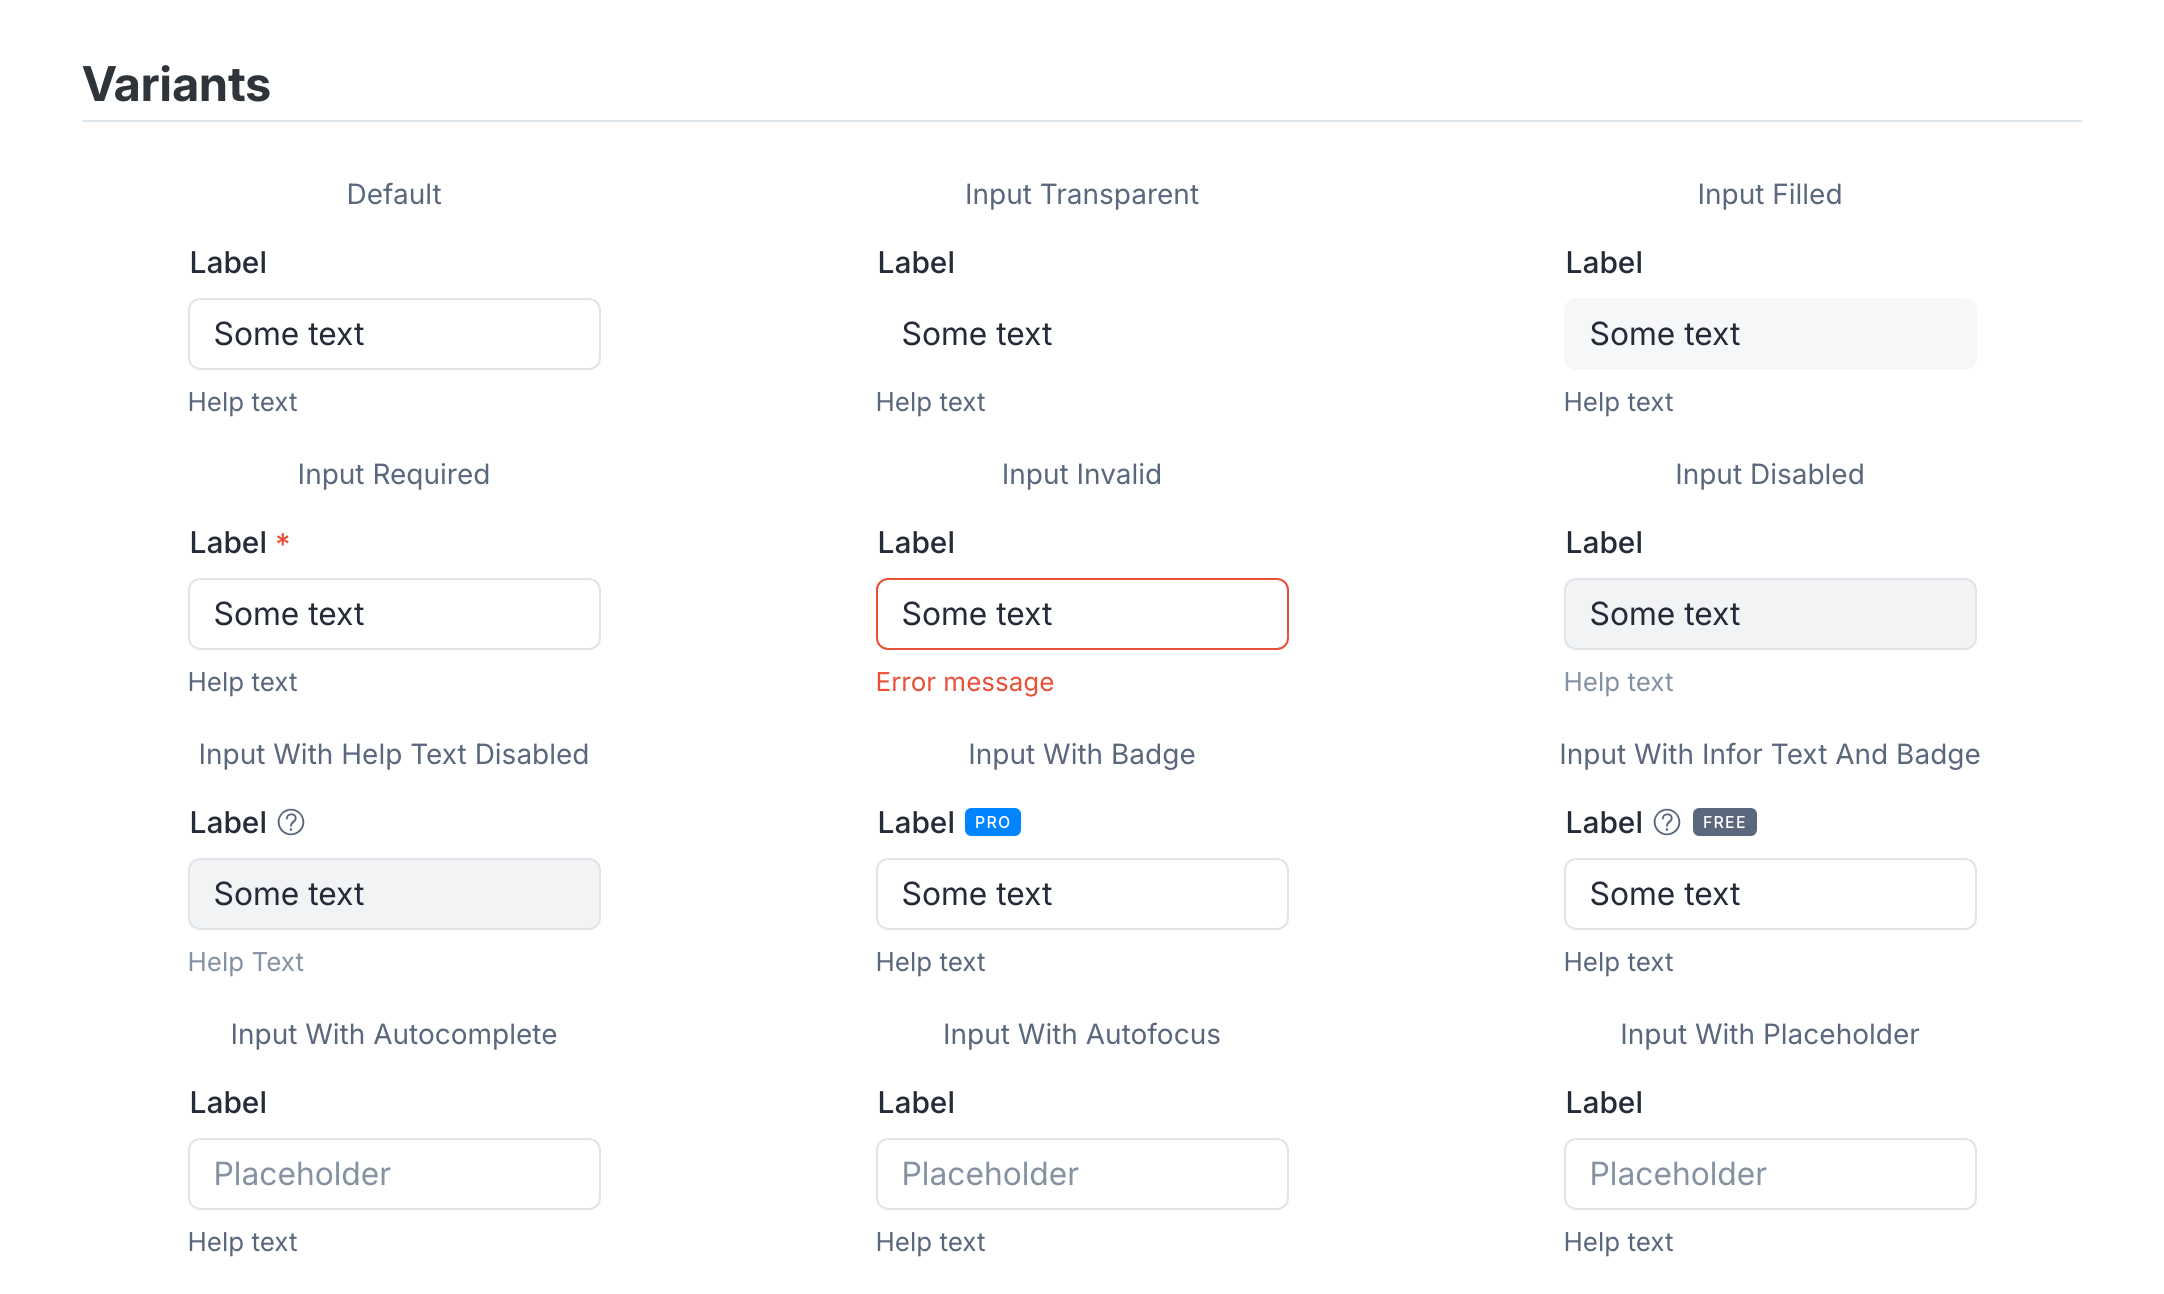 Variants
Default
Input Transparent
Input Filled
Label
Label
Label
Some text
Some text
Some text
Help text
Help text
Help text
Input Required
Input Invalid
Input Disabled
Label *
Label
Label
Some text
Some text
Some text
Help text
Error message
Help text
Input With Help Text Disabled
Input With Badge
Input With Infor Text And Badge
Label ?
Label PRO
Label ? FREE
Some text
Some text
Some text
Help Text
Help text
Help text
Input With Autocomplete
Input With Autofocus
Input With Placeholder
Label
Label
Label
Placeholder
Placeholder
Placeholder
Help text
Help text
Help text